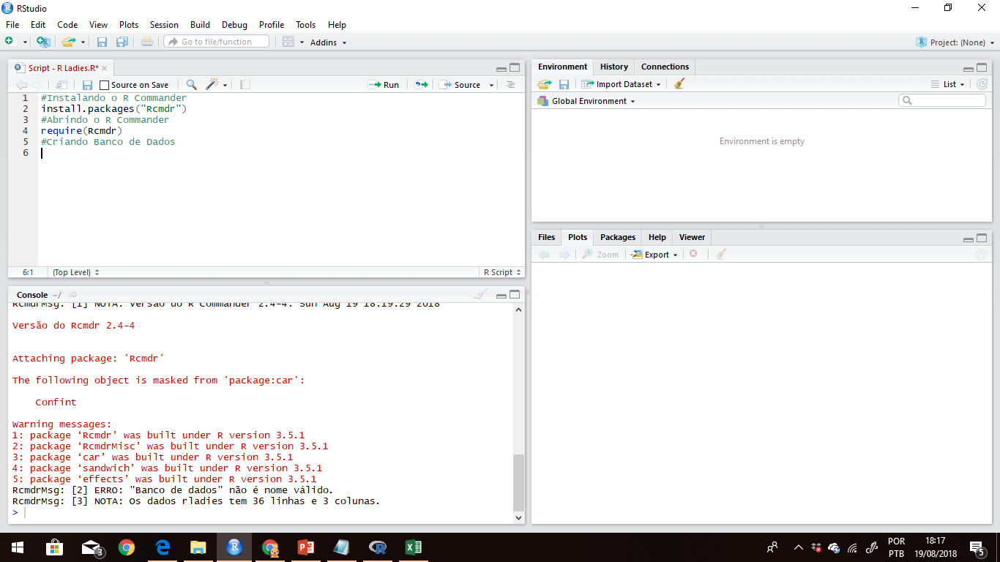 RStudio
File Edit Code View Plots Session Build Debug Profile Tools Help
Go to file/function Addins Project: (None)
Script - R Ladies.R*
Source on Save Run Source
1 #Instalando o R Commander
2 install.packages("Rcmdr")
3 #Abrindo o R Commander
4 require(Rcmdr)
5 #Criando Banco de Dados
6
6:1 (Top Level) R Script
Console ~/
RcmdrMsg: [1] NOTA: Versão do R Commander 2.4-4: Sun Aug 19 18:19:29 2018
Versão do Rcmdr 2.4-4
Attaching package: 'Rcmdr'
The following object is masked from 'package:car':
Confint
Warning messages:
1: package ‘Rcmdr’ was built under R version 3.5.1
2: package ‘RcmdrMisc’ was built under R version 3.5.1
3: package ‘car’ was built under R version 3.5.1
4: package ‘sandwich’ was built under R version 3.5.1
5: package ‘effects’ was built under R version 3.5.1
RcmdrMsg: [2] ERRO: "Banco de dados" não é nome válido.
RcmdrMsg: [3] NOTA: Os dados rladies tem 36 linhas e 3 colunas.
>
Environment History Connections
Import Dataset List
Global Environment
Environment is empty
Files Plots Packages Help Viewer
Zoom Export
3
POR
PTB
18:17
19/08/2018
5